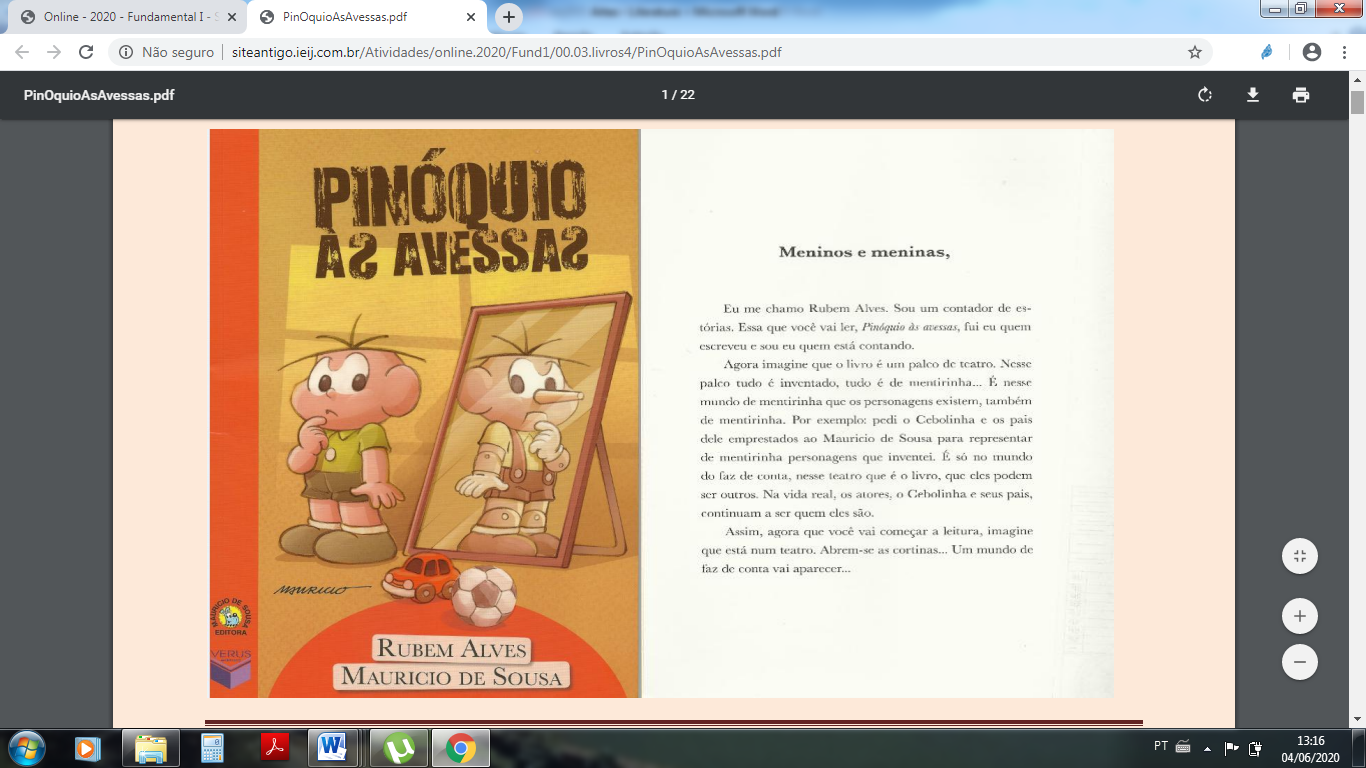 Online - 2020 - Fundamental I - S
PinOquioAsAvessas.pdf
Não seguro
siteantigo.ieij.com.br/Atividades/online.2020/Fund1/00.03.livros4/PinOquioAsAvessas.pdf
PinOquioAsAvessas.pdf
1 / 22
PINÓQUIO
ÀS AVESSAS
MAURICIO
MAURICIO DE SOUSA
EDITORA
VERUS
RUBEM ALVES
MAURICIO DE SOUSA
Meninos e meninas,
Eu me chamo Rubem Alves. Sou um contador de es-
tórias. Essa que você vai ler, Pinóquio às avessas, fui eu quem
escreveu e sou eu quem está contando.
Agora imagine que o livro é um palco de teatro. Nesse
palco tudo é inventado, tudo é de mentirinha... É nesse
mundo de mentirinha que os personagens existem, também
de mentirinha. Por exemplo: pedi o Cebolinha e os pais
dele emprestados ao Mauricio de Sousa para representar
de mentirinha personagens que inventei. É só no mundo
do faz de conta, nesse teatro que é o livro, que eles podem
ser outros. Na vida real, os atores, o Cebolinha e seus pais,
continuam a ser quem eles são.
Assim, agora que você vai começar a leitura, imagine
que está num teatro. Abrem-se as cortinas... Um mundo de
faz de conta vai aparecer...
PT
13:16
04/06/2020